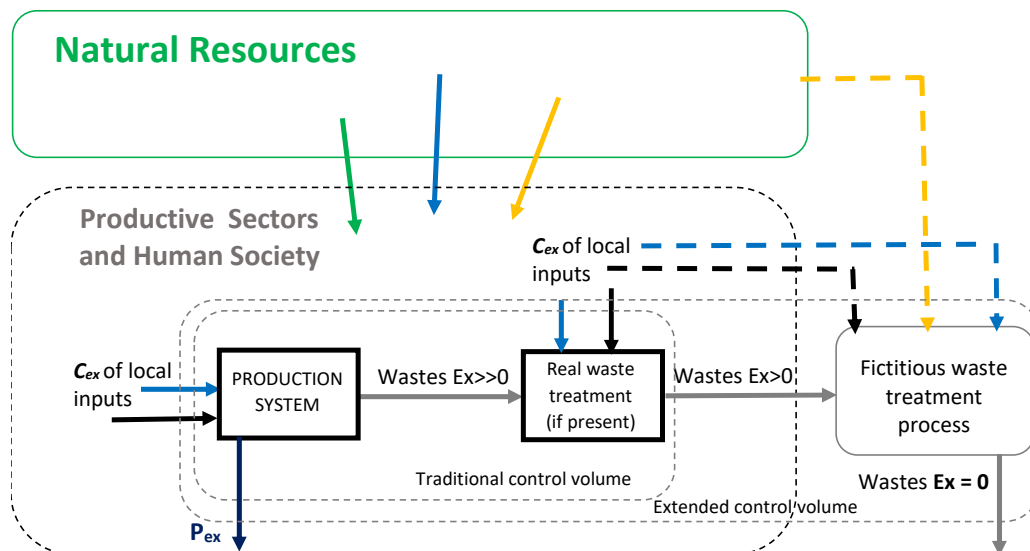 Natural Resources
Productive Sectors
and Human Society
Cex of local
inputs
Cex of local
inputs
PRODUCTION
SYSTEM
Wastes Ex>>0
Real waste
treatment
(if present)
Wastes Ex>0
Fictitious waste
treatment
process
Traditional control volume
Wastes Ex = 0
Extended control volume
Pex